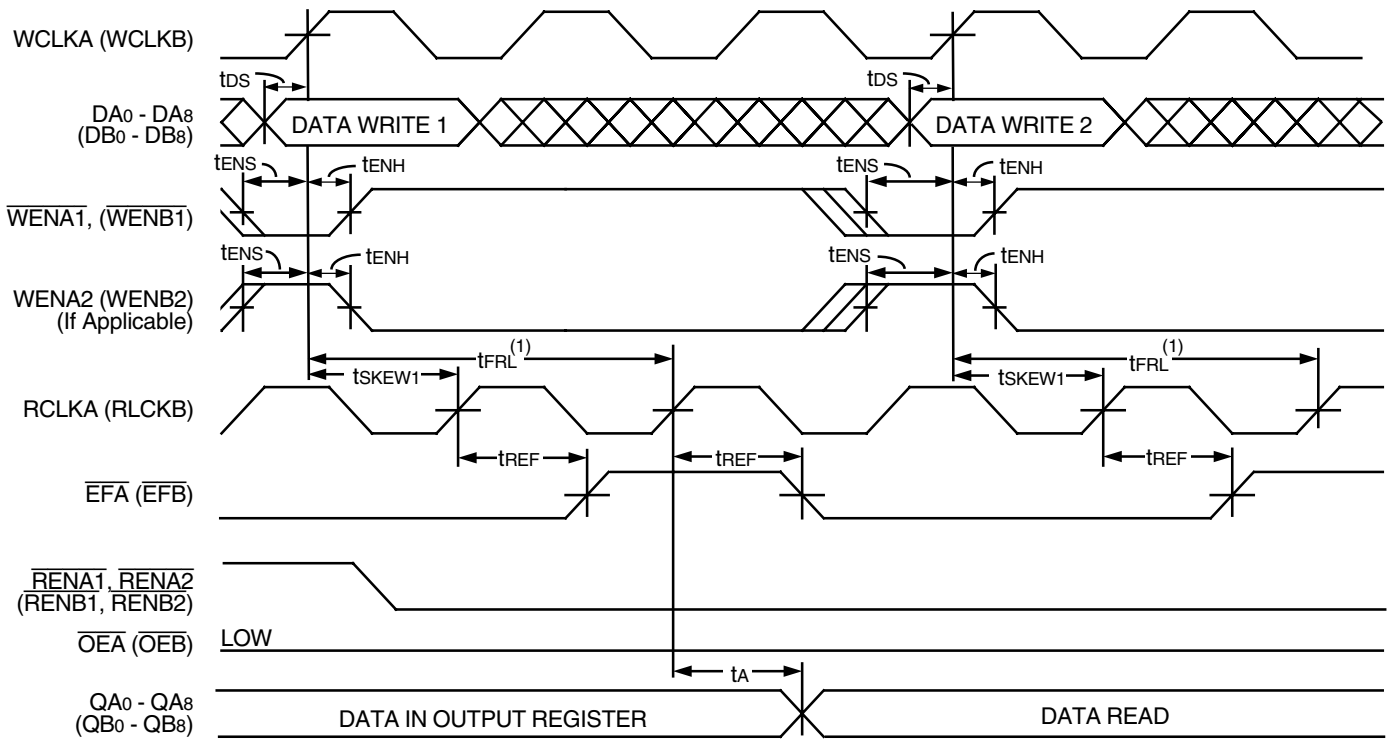 WCLKA (WCLKB)
tDS
tDS
DA0 - DA8
(DB0 - DB8)
DATA WRITE 1
DATA WRITE 2
tENS
tENH
tENS
tENH
WENA1, (WENB1)
tENS
tENH
tENS
tENH
WENA2 (WENB2)
(If Applicable)
tFRL(1)
tFRL(1)
tSKEW1
tSKEW1
RCLKA (RLCKB)
tREF
tREF
tREF
EFA (EFB)
RENA1, RENA2
(RENB1, RENB2)
OEA (OEB)
LOW
tA
QA0 - QA8
(QB0 - QB8)
DATA IN OUTPUT REGISTER
DATA READ